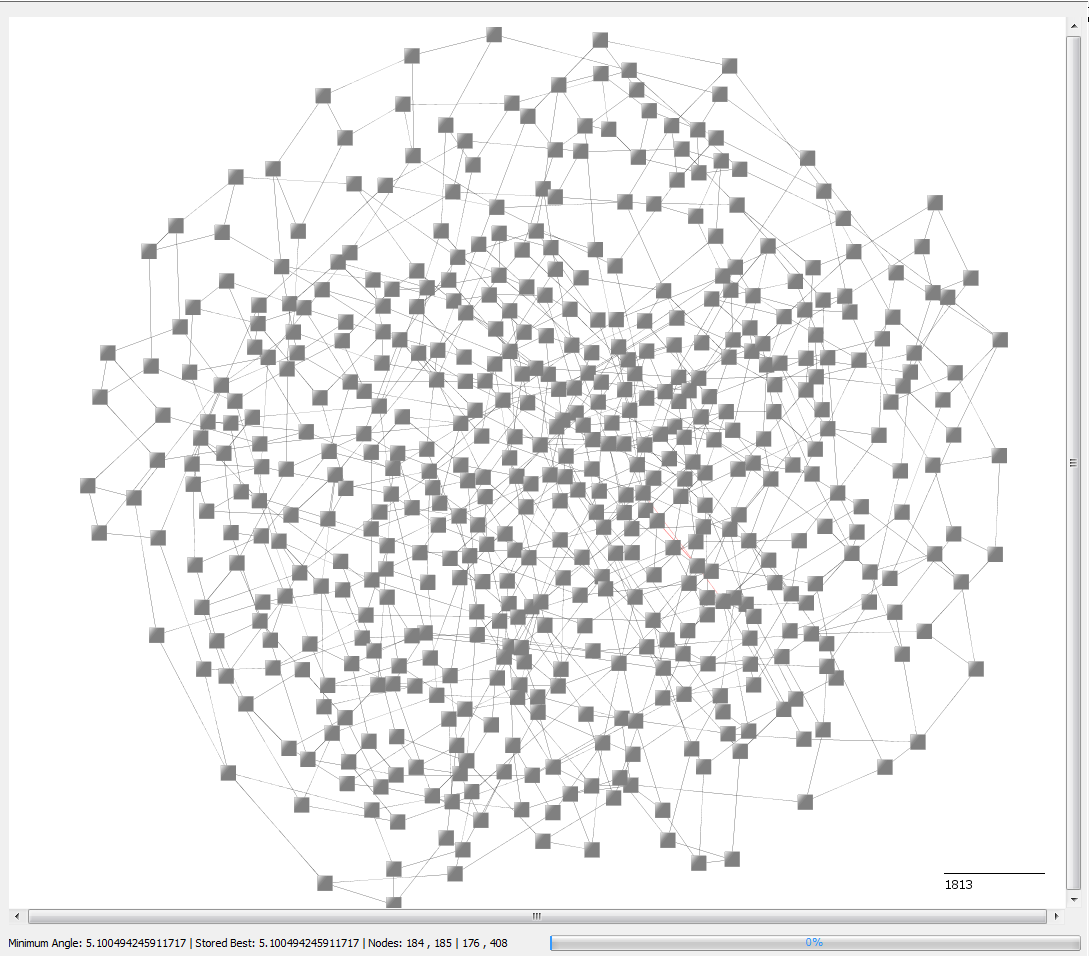 1813
Minimum Angle: 5.100494245911717 | Stored Best: 5.100494245911717 | Nodes: 184 , 185 | 176 , 408
0%